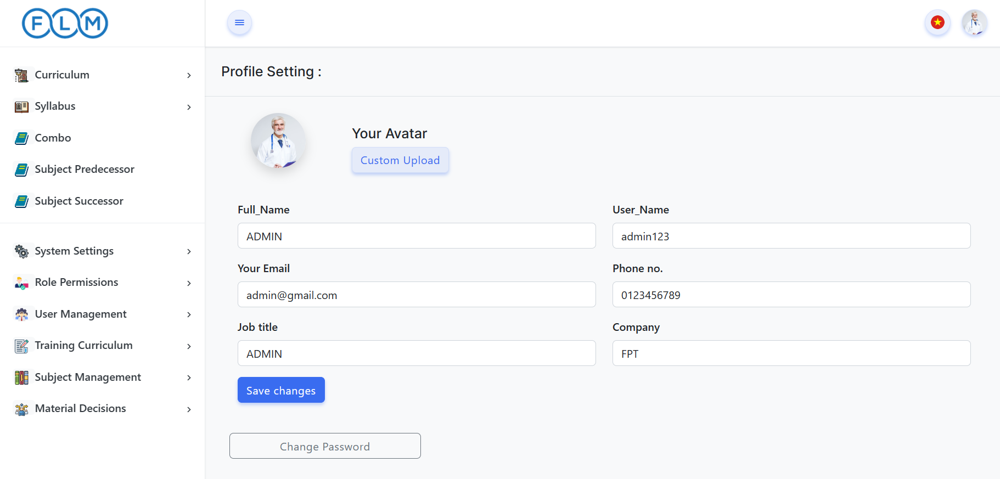 FLM
Curriculum
Syllabus
Combo
Subject Predecessor
Subject Successor
System Settings
Role Permissions
User Management
Training Curriculum
Subject Management
Material Decisions
Profile Setting :
Your Avatar
Custom Upload
Full_Name
User_Name
ADMIN
admin123
Your Email
Phone no.
admin@gmail.com
0123456789
Job title
Company
ADMIN
FPT
Save changes
Change Password